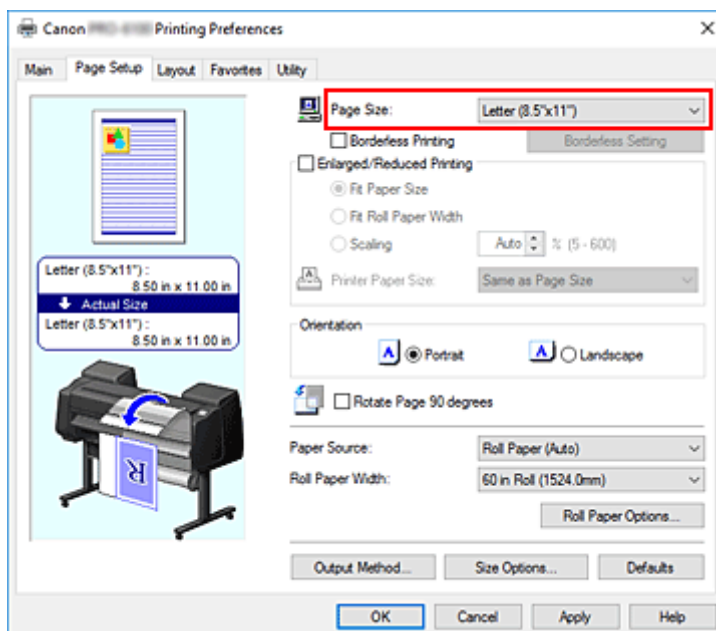 Canon Printing Preferences
Main Page Setup Layout Favorites Utility
Page Size: Letter (8.5"x11")
Borderless Printing Borderless Setting
Enlarged/Reduced Printing
Fit Paper Size
Fit Roll Paper Width
Scaling Auto % (5 - 600)
Printer Paper Size: Same as Page Size
Letter (8.5"x11") :
8.50 in x 11.00 in
Actual Size
Letter (8.5"x11") :
8.50 in x 11.00 in
Orientation
A Portrait A Landscape
Rotate Page 90 degrees
R
Paper Source: Roll Paper (Auto)
Roll Paper Width: 60 in Roll (1524.0mm)
Roll Paper Options...
Output Method... Size Options... Defaults
OK Cancel Apply Help